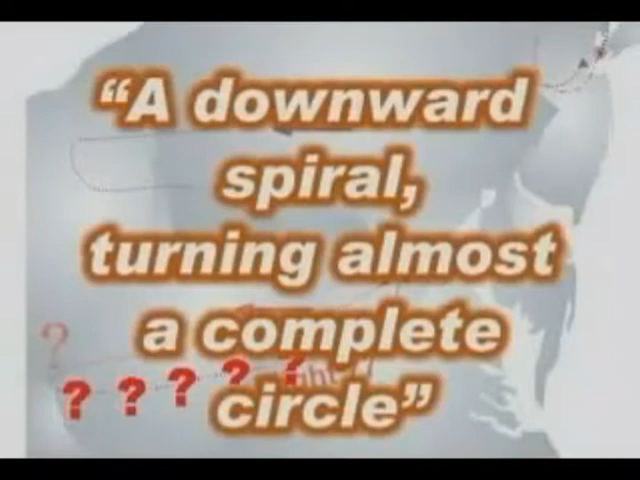 “A downward
spiral,
turning almost
a complete
circle”
?
? ? ? ? ?